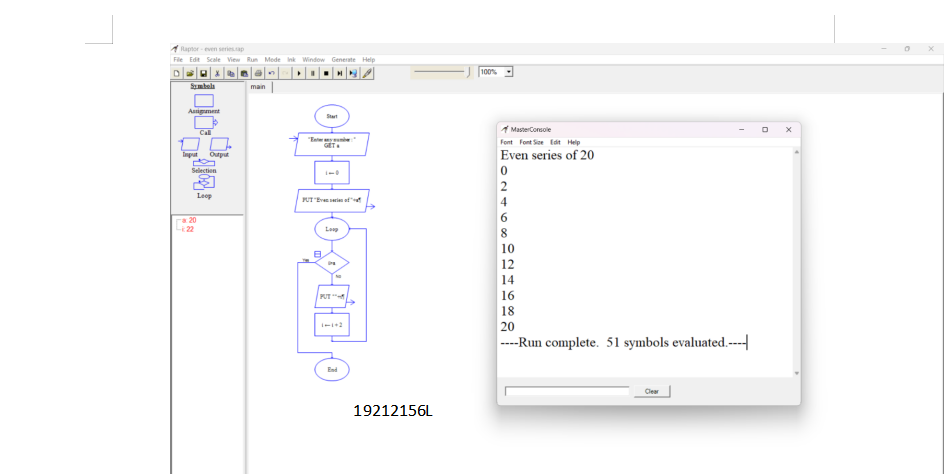 Raptor - even series.rap
File Edit Scale View Run Mode Ink Window Generate Help
100%
Symbols
main
Assignment
Call
Input Output
Selection
Loop
a: 20
i: 22
Start
"Enter any number : "
GET a
i ← 0
PUT "Even series of "+a¶
Loop
Yes
i>a
No
PUT ""+i¶
i ← i + 2
End
19212156L
MasterConsole
Font Font Size Edit Help
Even series of 20
0
2
4
6
8
10
12
14
16
18
20
----Run complete.  51 symbols evaluated.----
Clear